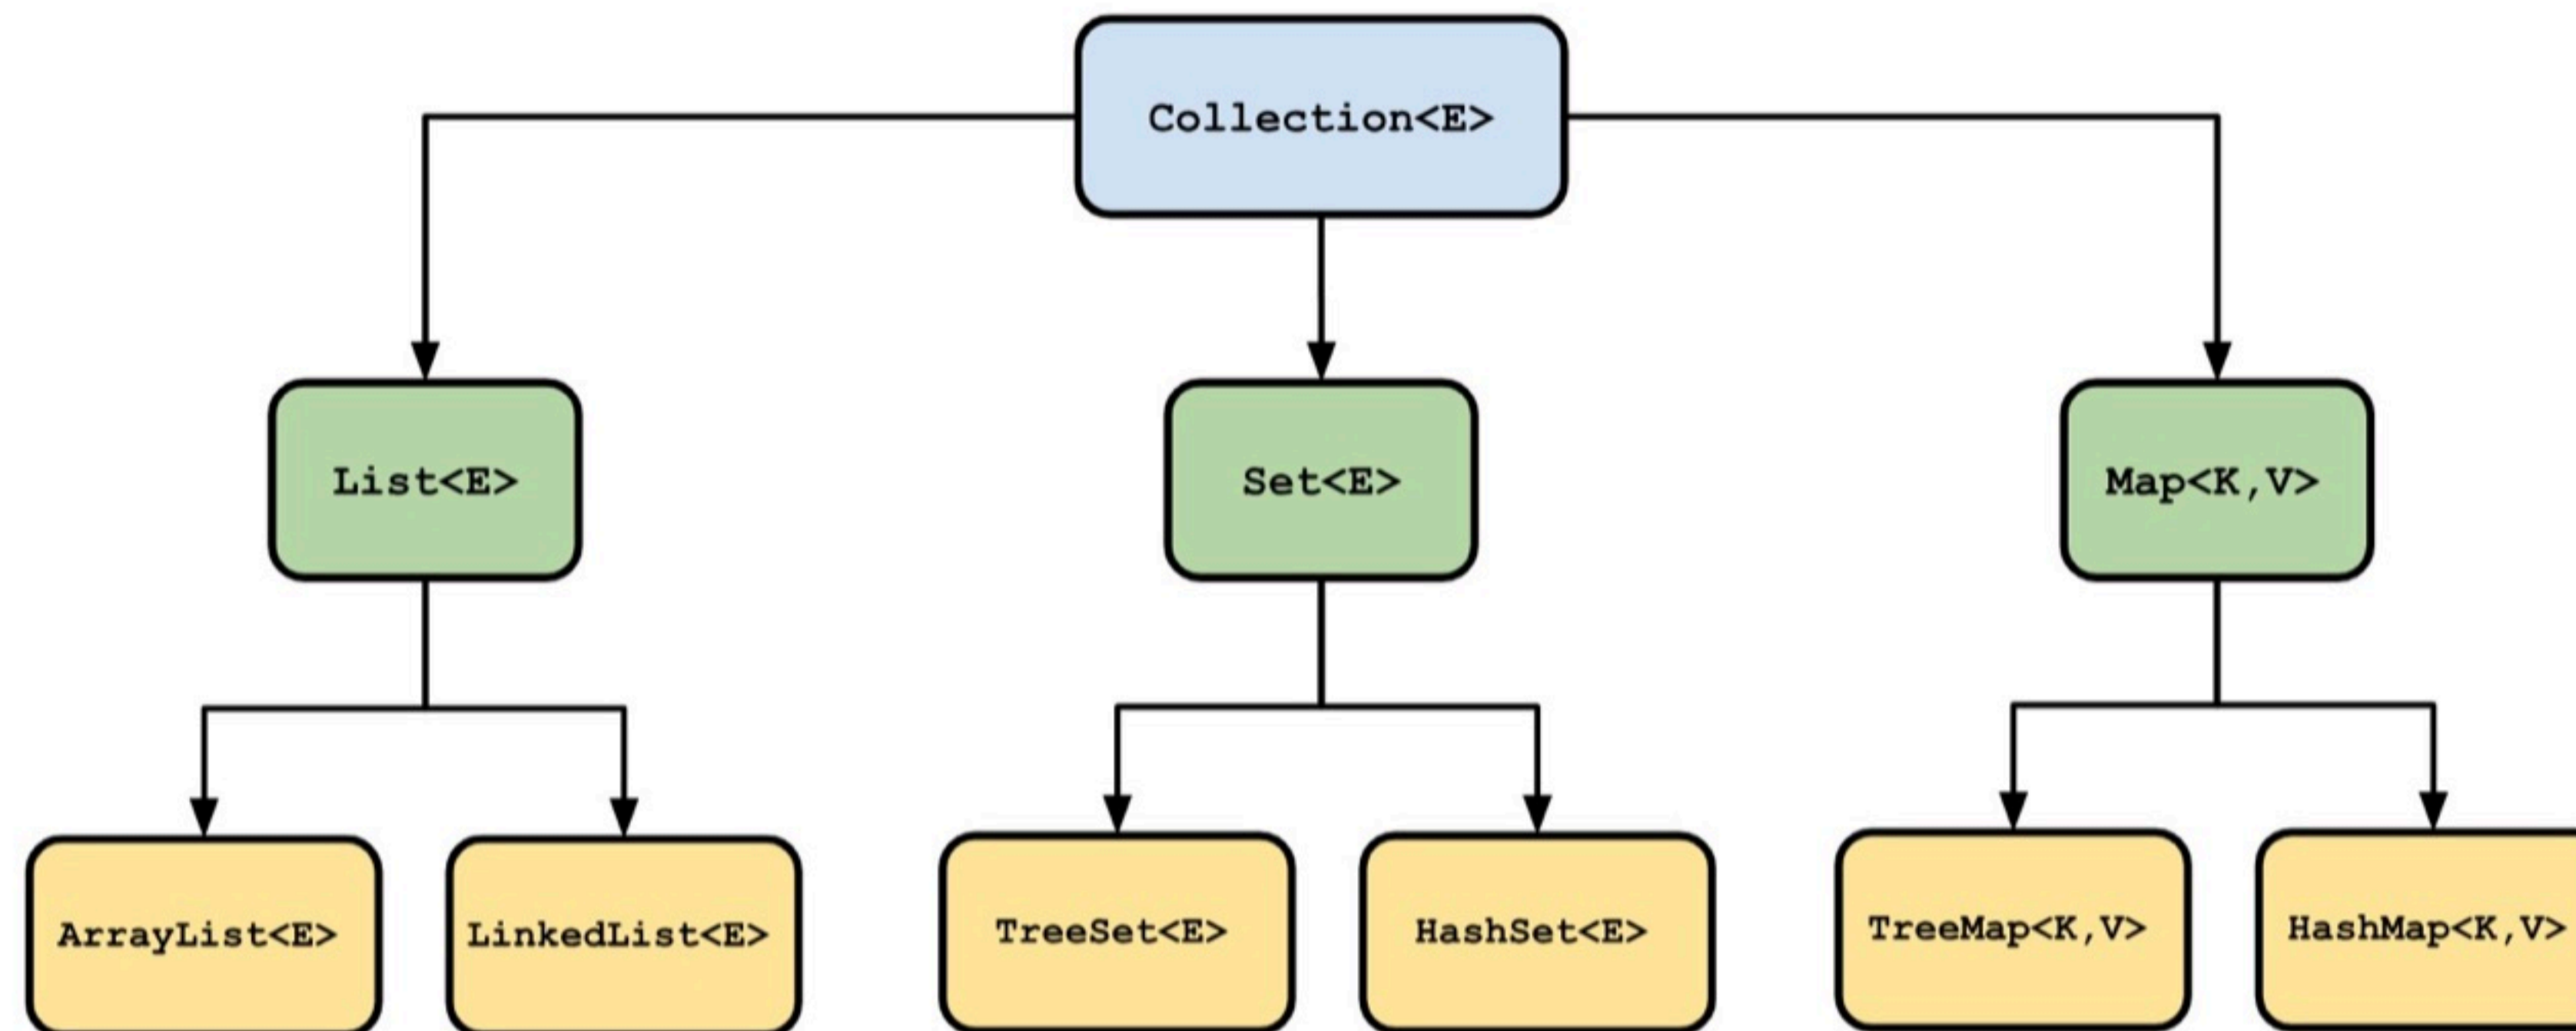 Collection<E>
List<E>
Set<E>
Map<K,V>
ArrayList<E>
LinkedList<E>
TreeSet<E>
HashSet<E>
TreeMap<K,V>
HashMap<K,V>